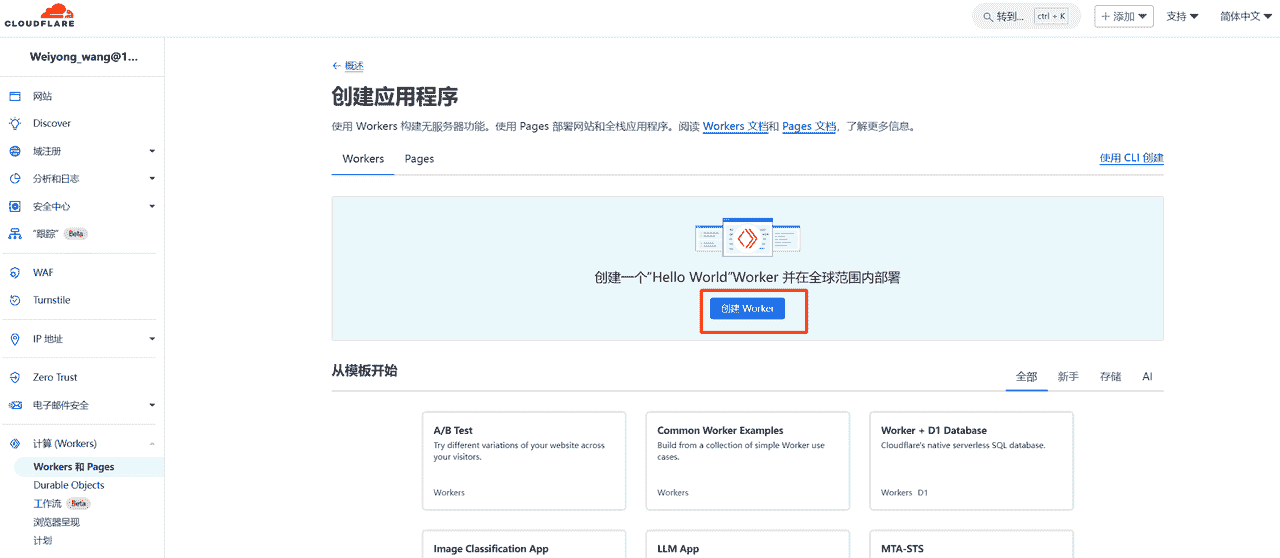 CLOUDFLARE
转到... ctrl + K
+ 添加
支持
简体中文
Weiyong_wang@1...
网站
Discover
域注册
分析和日志
安全中心
"跟踪" Beta
WAF
Turnstile
IP 地址
Zero Trust
电子邮件安全
计算 (Workers)
Workers 和 Pages
Durable Objects
工作流 Beta
浏览器呈现
计划
← 概述
创建应用程序
使用 Workers 构建无服务器功能。使用 Pages 部署网站和全栈应用程序。阅读 Workers 文档和 Pages 文档，了解更多信息。
Workers Pages
使用 CLI 创建
创建一个"Hello World"Worker 并在全球范围内部署
创建 Worker
从模板开始
全部 新手 存储 AI
A/B Test
Try different variations of your website across
your visitors.
Workers
Common Worker Examples
Build from a collection of simple Worker use
cases.
Workers
Worker + D1 Database
Cloudflare's native serverless SQL database.
Workers D1
Image Classification App
LLM App
MTA-STS